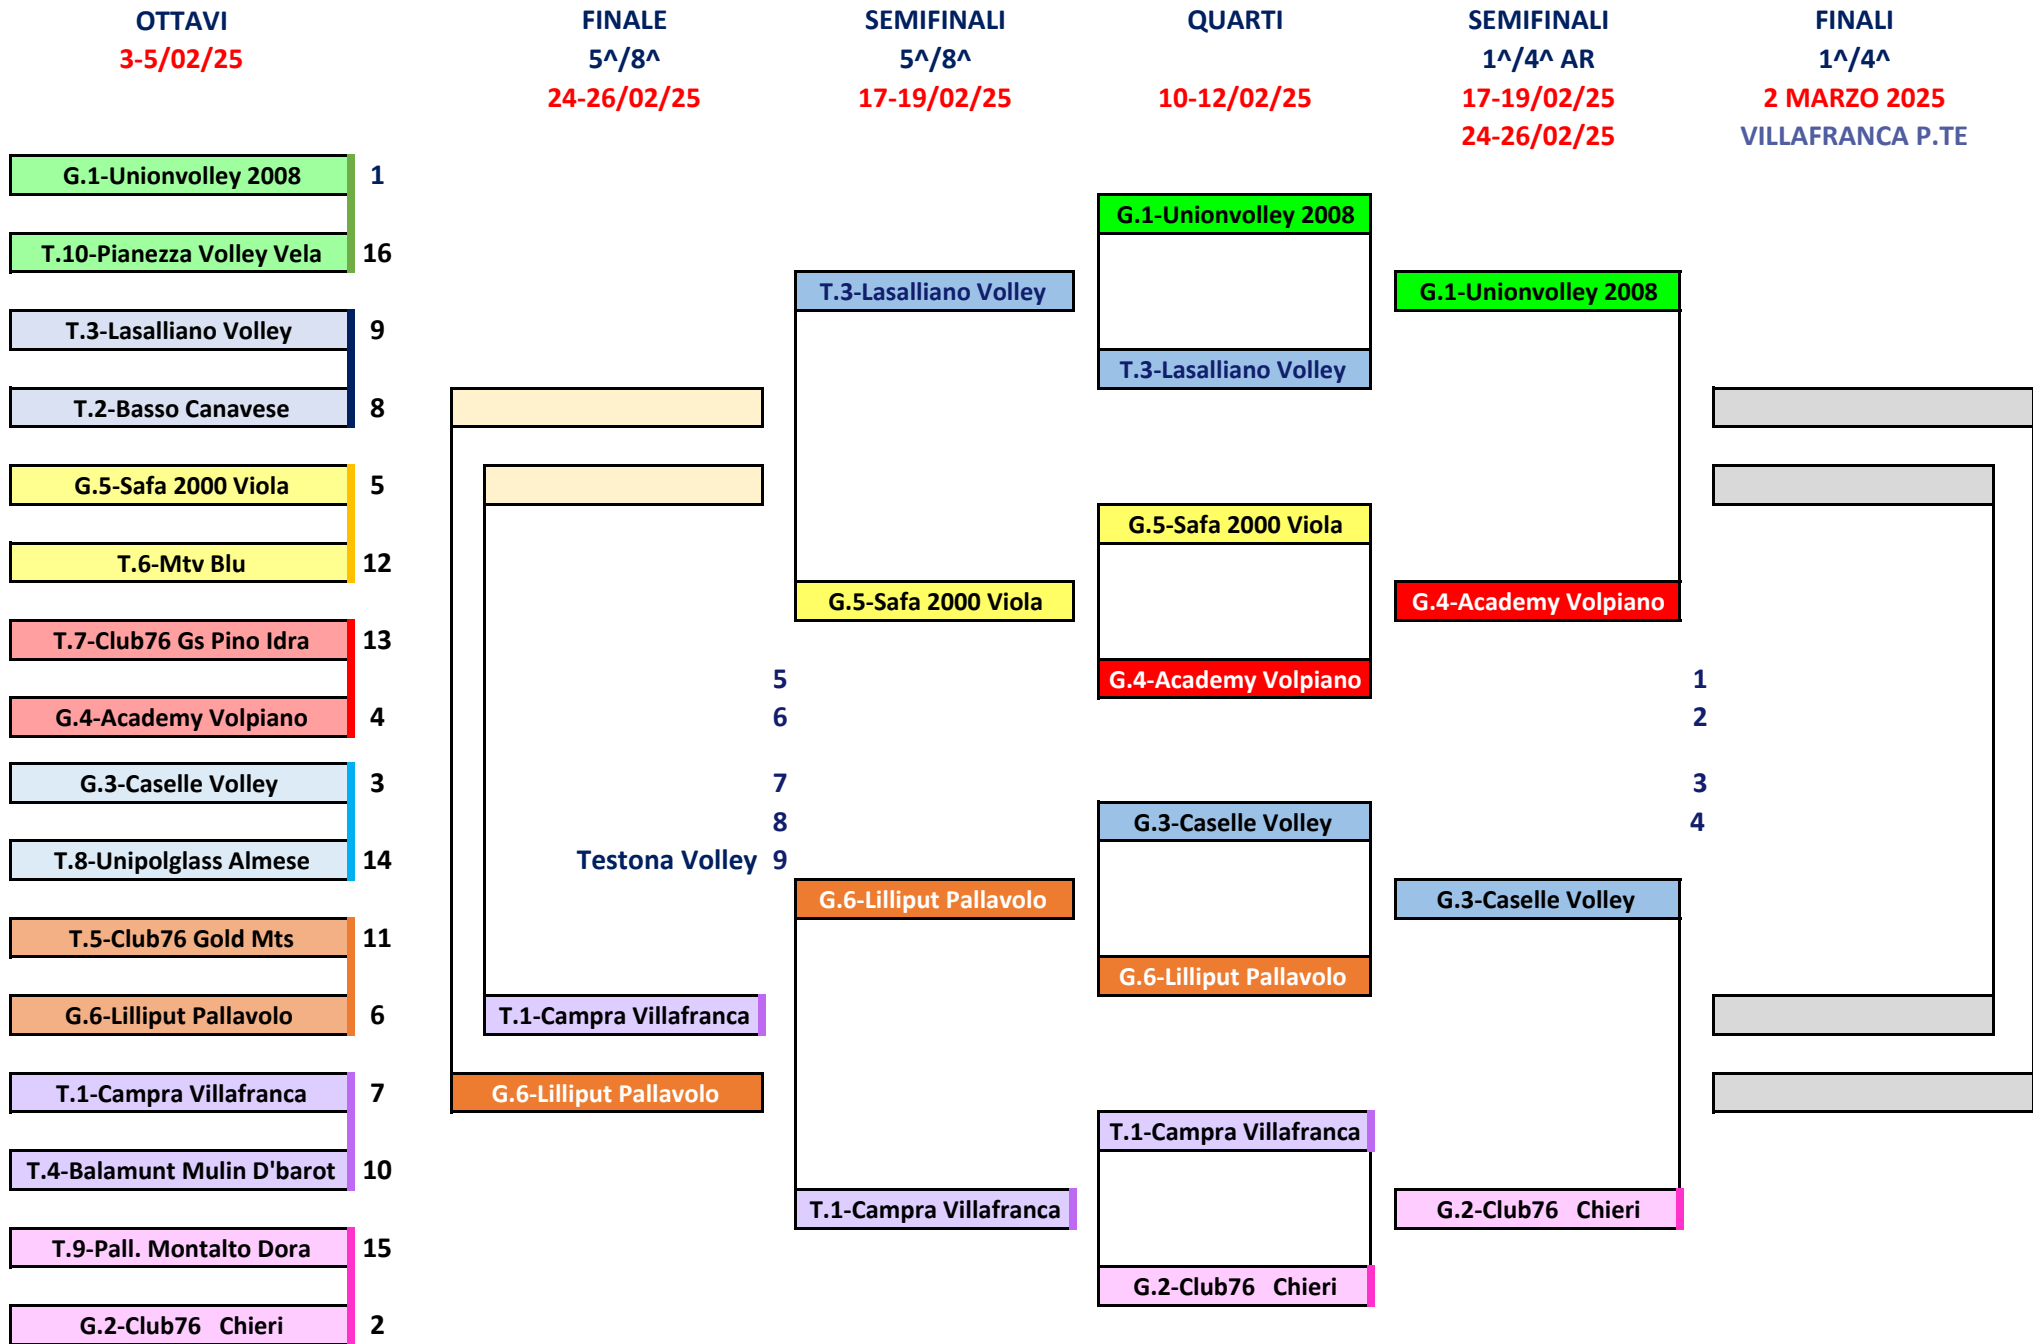 OTTAVI
3-5/02/25
FINALE
5^/8^
24-26/02/25
SEMIFINALI
5^/8^
17-19/02/25
QUARTI
10-12/02/25
SEMIFINALI
1^/4^ AR
17-19/02/25
24-26/02/25
FINALI
1^/4^
2 MARZO 2025
VILLAFRANCA P.TE
G.1-Unionvolley 2008 1
T.10-Pianezza Volley Vela 16
T.3-Lasalliano Volley 9
T.2-Basso Canavese 8
G.5-Safa 2000 Viola 5
T.6-Mtv Blu 12
T.7-Club76 Gs Pino Idra 13
G.4-Academy Volpiano 4
G.3-Caselle Volley 3
T.8-Unipolglass Almese 14
T.5-Club76 Gold Mts 11
G.6-Lilliput Pallavolo 6
T.1-Campra Villafranca 7
T.4-Balamunt Mulin D'barot 10
T.9-Pall. Montalto Dora 15
G.2-Club76 Chieri 2
5
6
7
8
Testona Volley 9
T.1-Campra Villafranca
G.6-Lilliput Pallavolo
T.3-Lasalliano Volley
G.5-Safa 2000 Viola
G.6-Lilliput Pallavolo
T.1-Campra Villafranca
G.1-Unionvolley 2008
T.3-Lasalliano Volley
G.5-Safa 2000 Viola
G.4-Academy Volpiano
G.3-Caselle Volley
G.6-Lilliput Pallavolo
T.1-Campra Villafranca
G.2-Club76 Chieri
G.1-Unionvolley 2008
G.4-Academy Volpiano
G.3-Caselle Volley
G.2-Club76 Chieri
1
2
3
4